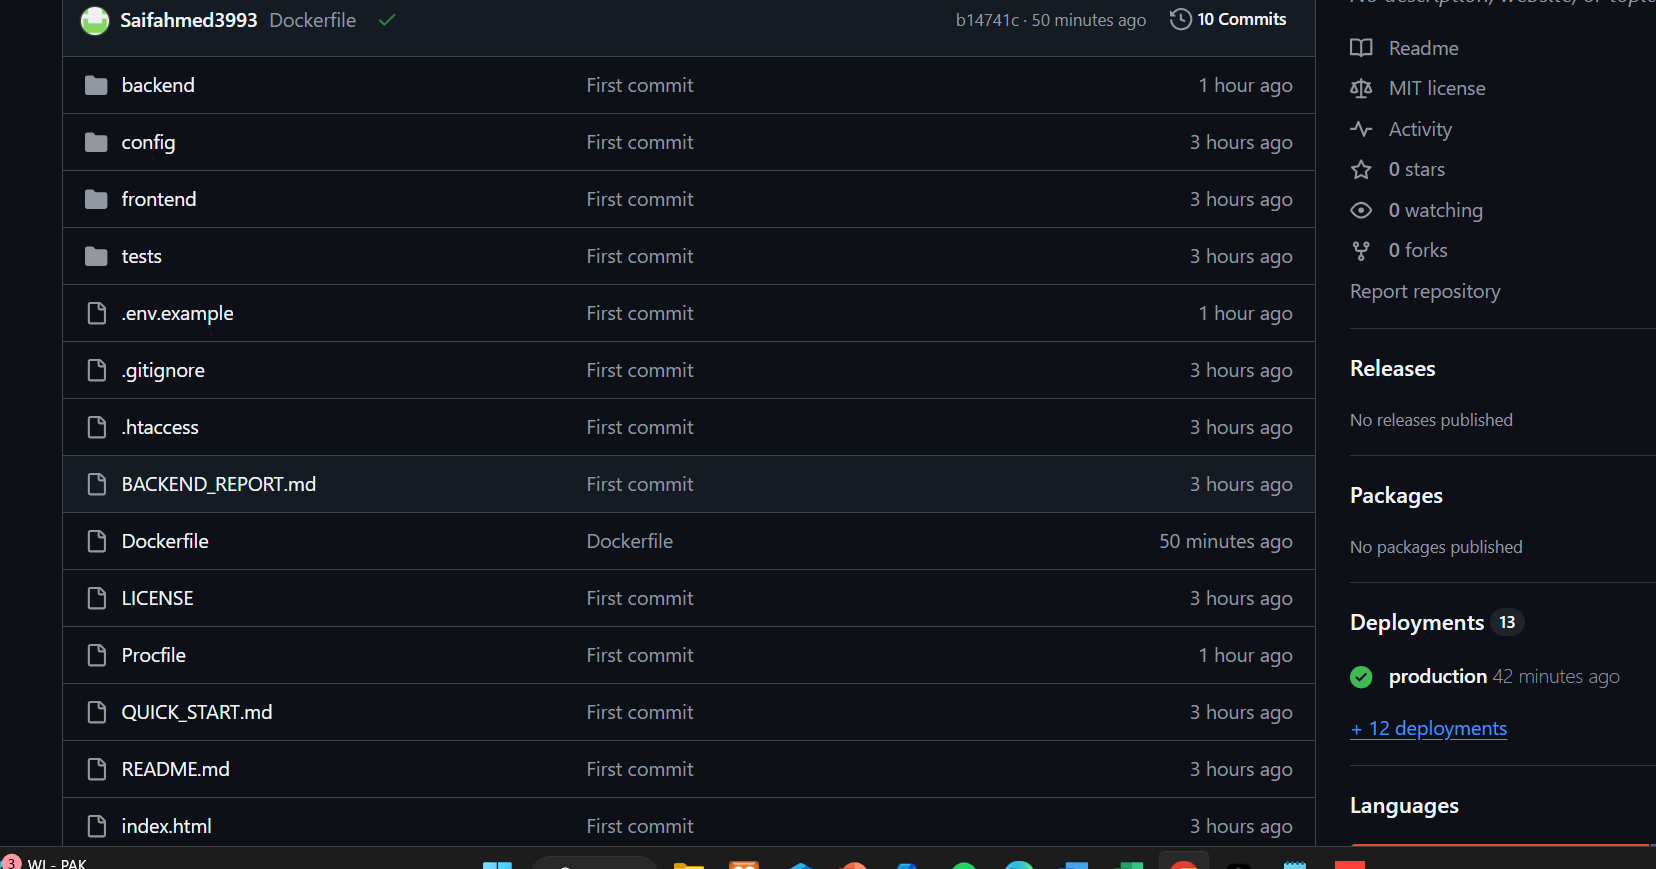 Saifahmed3993 Dockerfile b14741c · 50 minutes ago 10 Commits
backend First commit 1 hour ago
config First commit 3 hours ago
frontend First commit 3 hours ago
tests First commit 3 hours ago
.env.example First commit 1 hour ago
.gitignore First commit 3 hours ago
.htaccess First commit 3 hours ago
BACKEND_REPORT.md First commit 3 hours ago
Dockerfile Dockerfile 50 minutes ago
LICENSE First commit 3 hours ago
Procfile First commit 1 hour ago
QUICK_START.md First commit 3 hours ago
README.md First commit 3 hours ago
index.html First commit 3 hours ago
No description, website, or topic
Readme
MIT license
Activity
0 stars
0 watching
0 forks
Report repository
Releases
No releases published
Packages
No packages published
Deployments 13
production 42 minutes ago
+ 12 deployments
Languages
3 WI - PAK